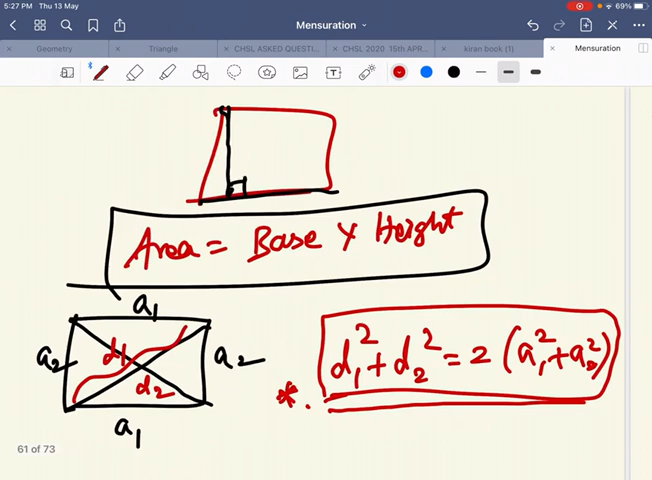 5:27 PM Thu 13 May
69%
Mensuration
Geometry
Triangle
CHSL ASKED QUESTI...
CHSL 2020 15th APR...
kiran book (1)
Mensuration
T
Area = Base × Height
a₁
a₂
d₁
a₂
d₂
a₁
*. d₁² + d₂² = 2 (a₁² + a₂²)
61 of 73